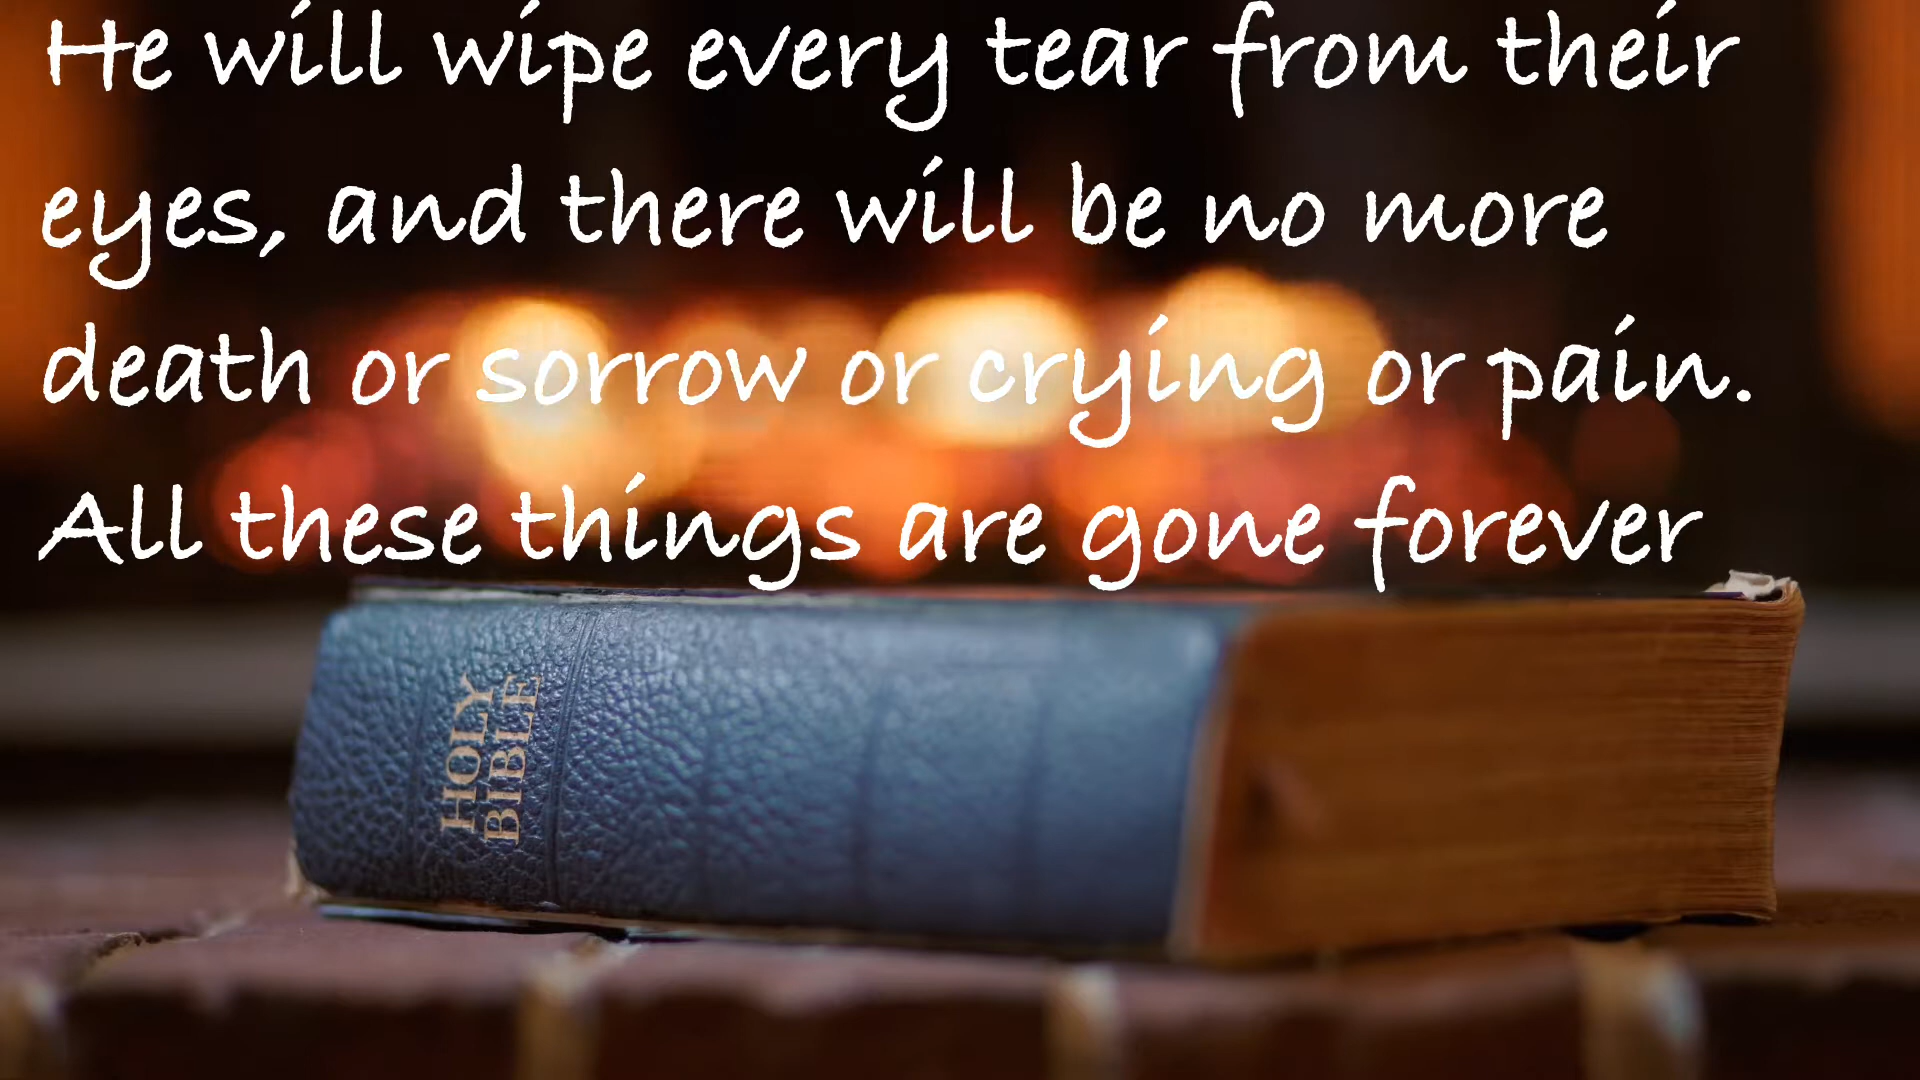 He will wipe every tear from their
eyes, and there will be no more
death or sorrow or crying or pain.
All these things are gone forever
HOLY
BIBLE